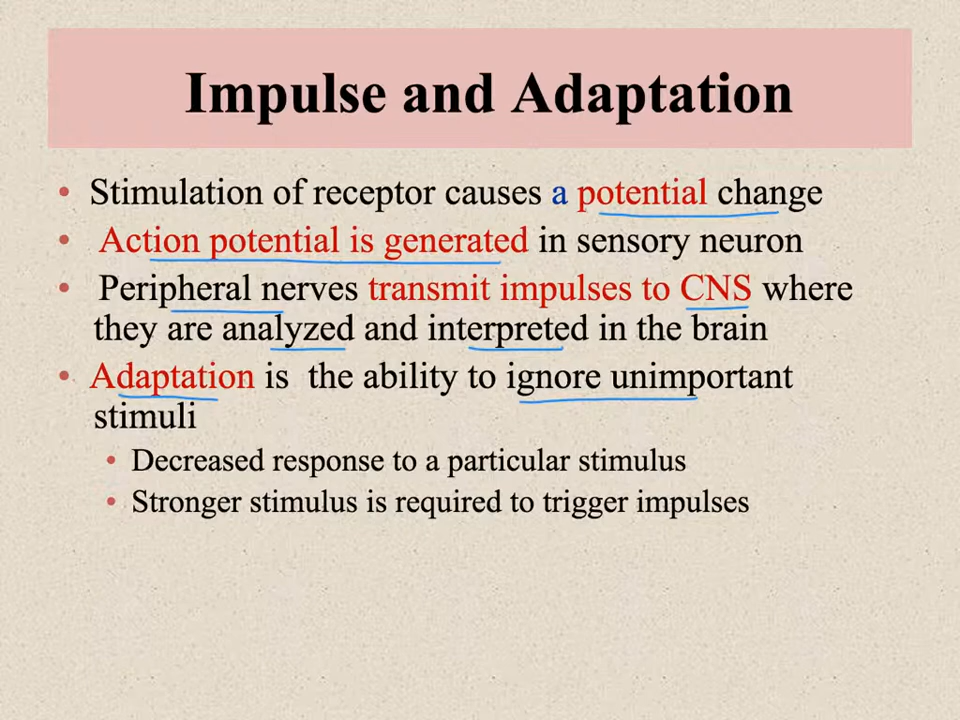 Impulse and Adaptation
• Stimulation of receptor causes a potential change
• Action potential is generated in sensory neuron
• Peripheral nerves transmit impulses to CNS where
they are analyzed and interpreted in the brain
• Adaptation is the ability to ignore unimportant
stimuli
• Decreased response to a particular stimulus
• Stronger stimulus is required to trigger impulses